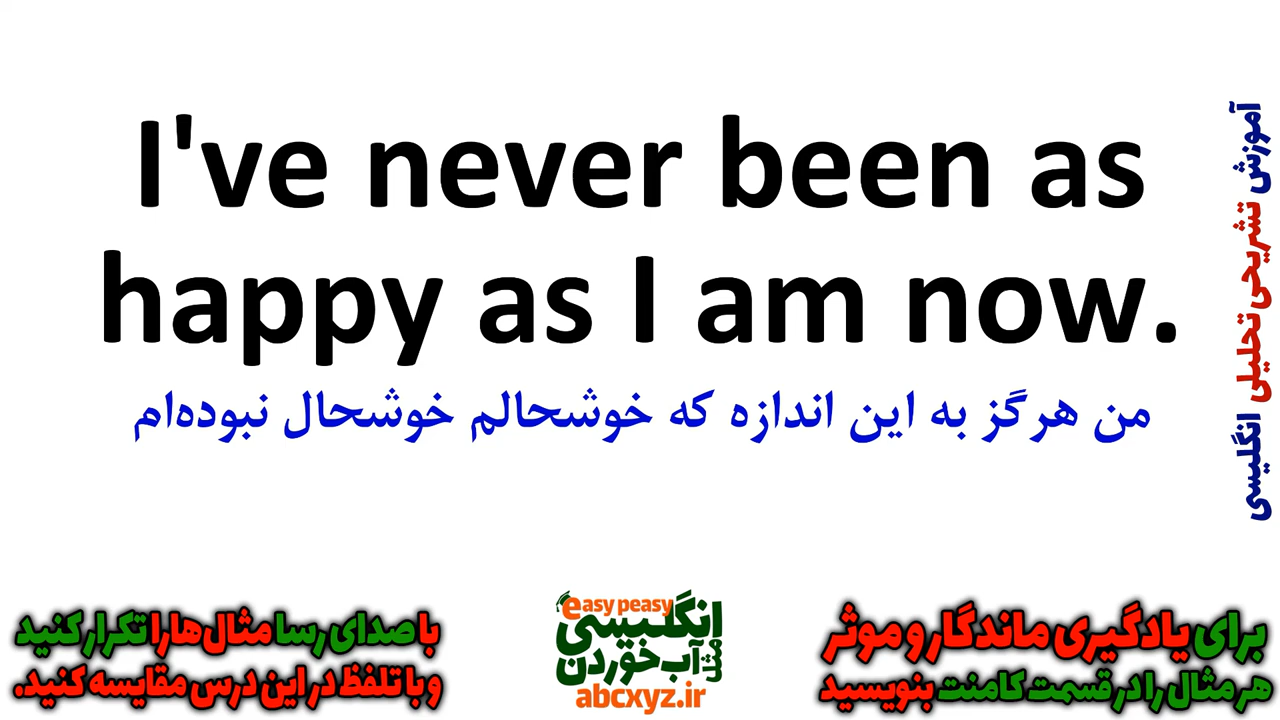 I've never been as
happy as I am now.
من هرگز به این اندازه که خوشحالم خوشحال نبوده‌ام
آموزش تشریحی تحلیلی انگلیسی
برای یادگیری ماندگار و موثر
هر مثال را در قسمت کامنت بنویسید
easy peasy
انگلیسی
مثل
آب خوردن
abcxyz.ir
با صدای رسا مثال‌ها را تکرار کنید
و با تلفظ در این درس مقایسه کنید.